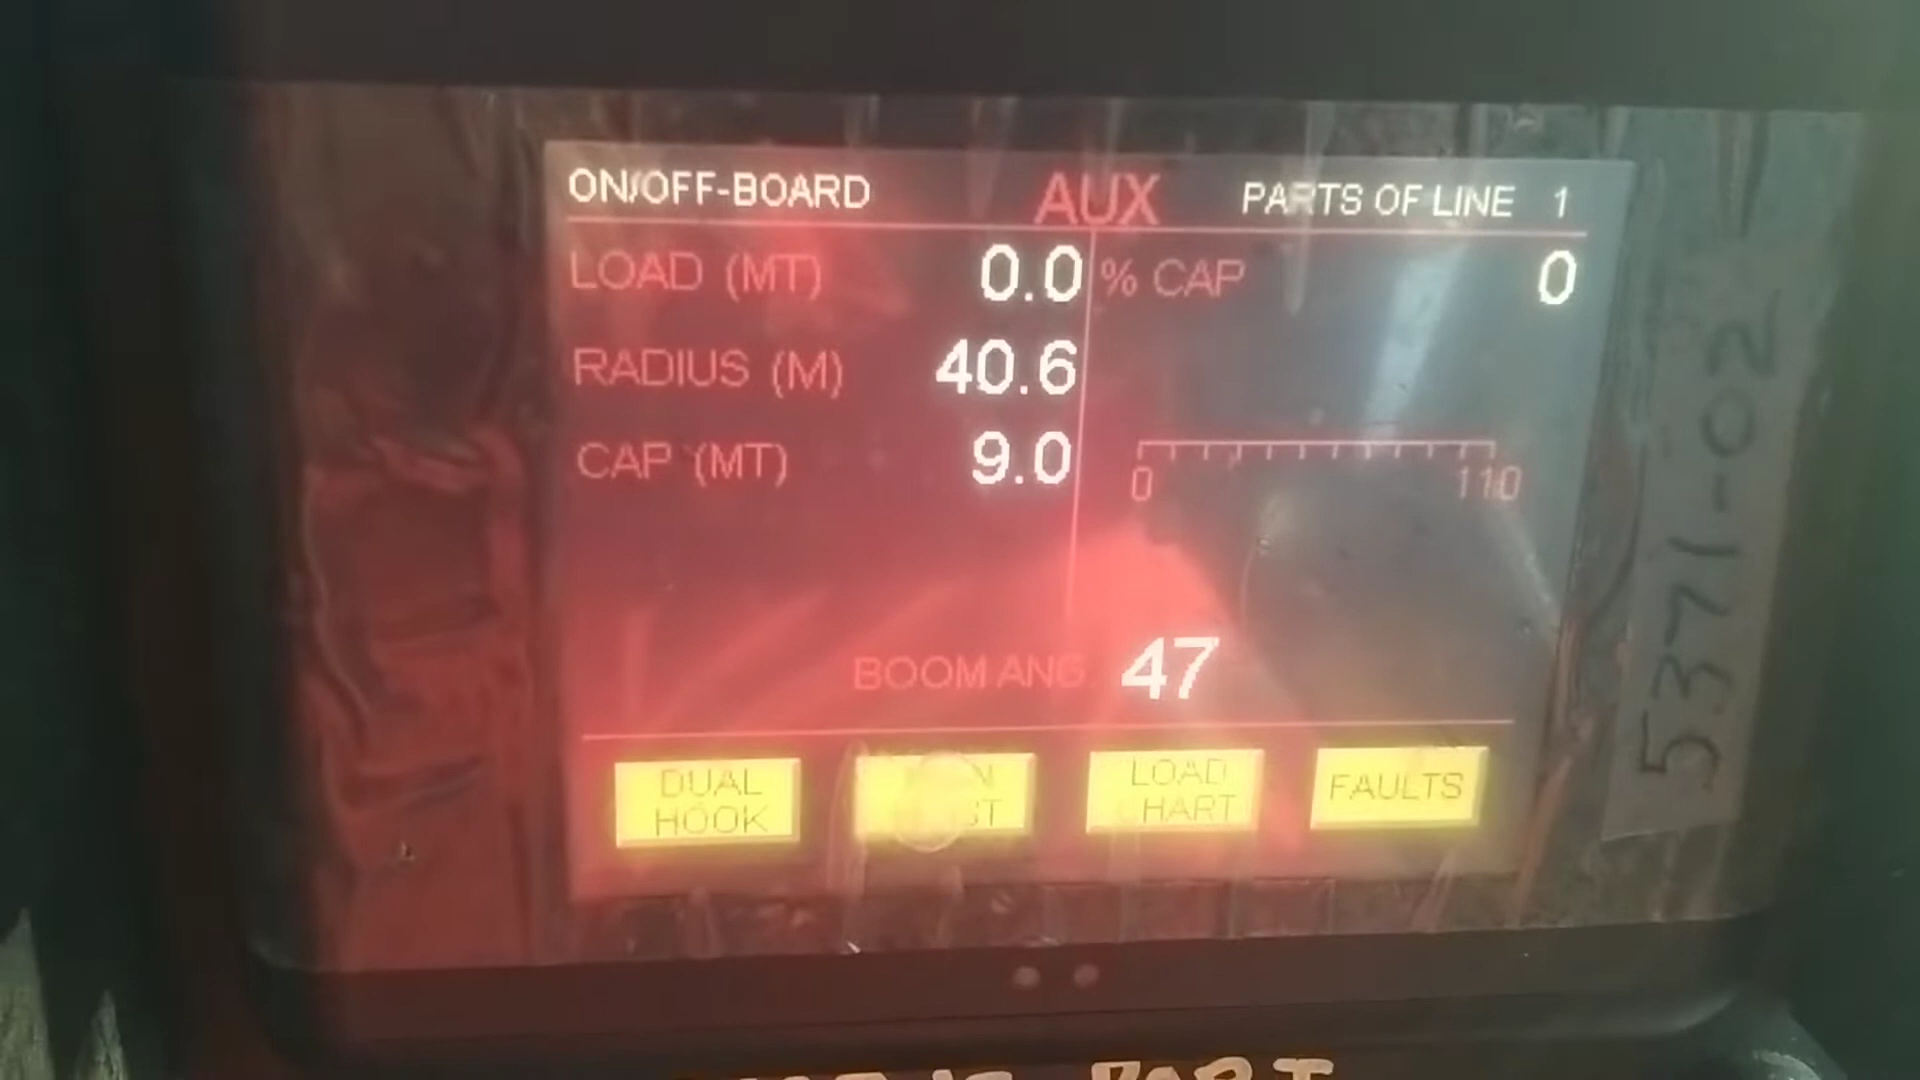 ON/OFF-BOARD AUX PARTS OF LINE 1
LOAD (MT) 0.0 % CAP 0
RADIUS (M) 40.6
CAP (MT) 9.0
0 110
BOOM ANG 47
DUAL HOOK
LOAD CHART
FAULTS
5371-02